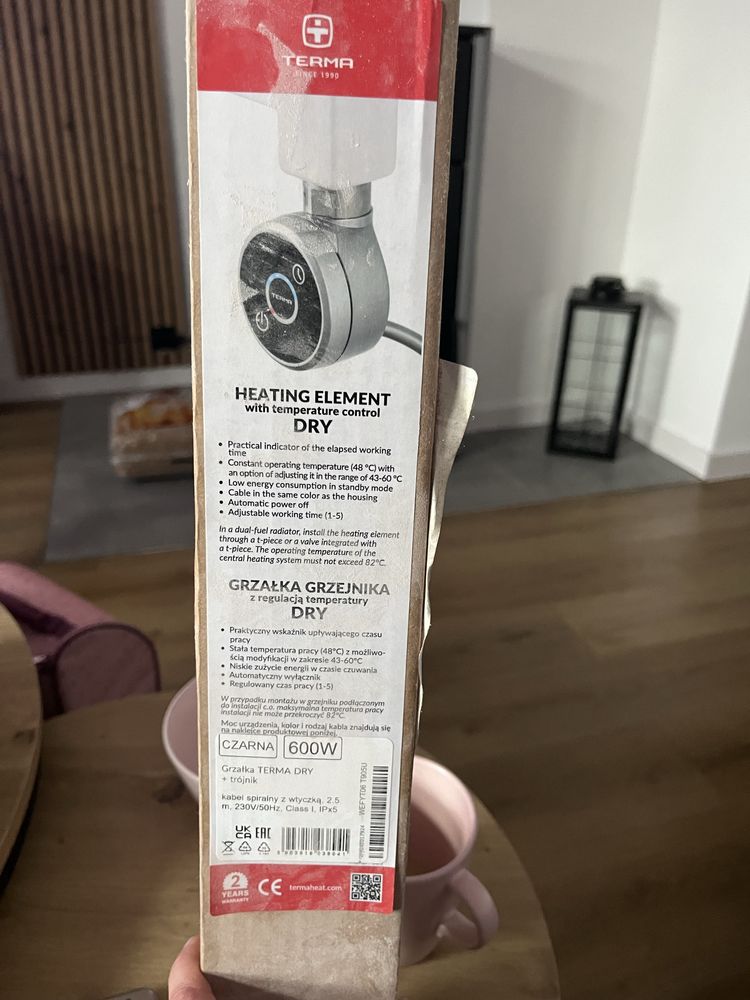 TERMA
SINCE 1990
TERMA
HEATING ELEMENT
with temperature control
DRY
• Practical indicator of the elapsed working
time
• Constant operating temperature (48 °C) with
an option of adjusting it in the range of 43-60 °C
• Low energy consumption in standby mode
• Cable in the same color as the housing
• Automatic power off
• Adjustable working time (1-5)
In a dual-fuel radiator, install the heating element
through a t-piece or a valve integrated with
a t-piece. The operating temperature of the
central heating system must not exceed 82°C.
GRZAŁKA GRZEJNIKA
z regulacją temperatury
DRY
• Praktyczny wskaźnik upływającego czasu
pracy
• Stała temperatura pracy (48°C) z możliwo-
ścią modyfikacji w zakresie 43-60°C
• Niskie zużycie energii w czasie czuwania
• Automatyczny wyłącznik
• Regulowany czas pracy (1-5)
W przypadku montażu w grzejniku podłączonym
do instalacji c.o. maksymalna temperatura pracy
instalacji nie może przekroczyć 82°C.
Moc urządzenia, kolor i rodzaj kabla znajdują się
na naklejce produktowej poniżej.
CZARNA 600W
Grzałka TERMA DRY
+ trójnik
kabel spiralny z wtyczką, 2.5
m, 230V/50Hz, Class I, IPx5
WEFYT06 T905U
UK
CA EAC
2
YEARS
WARRANTY
CE
termaheat.com